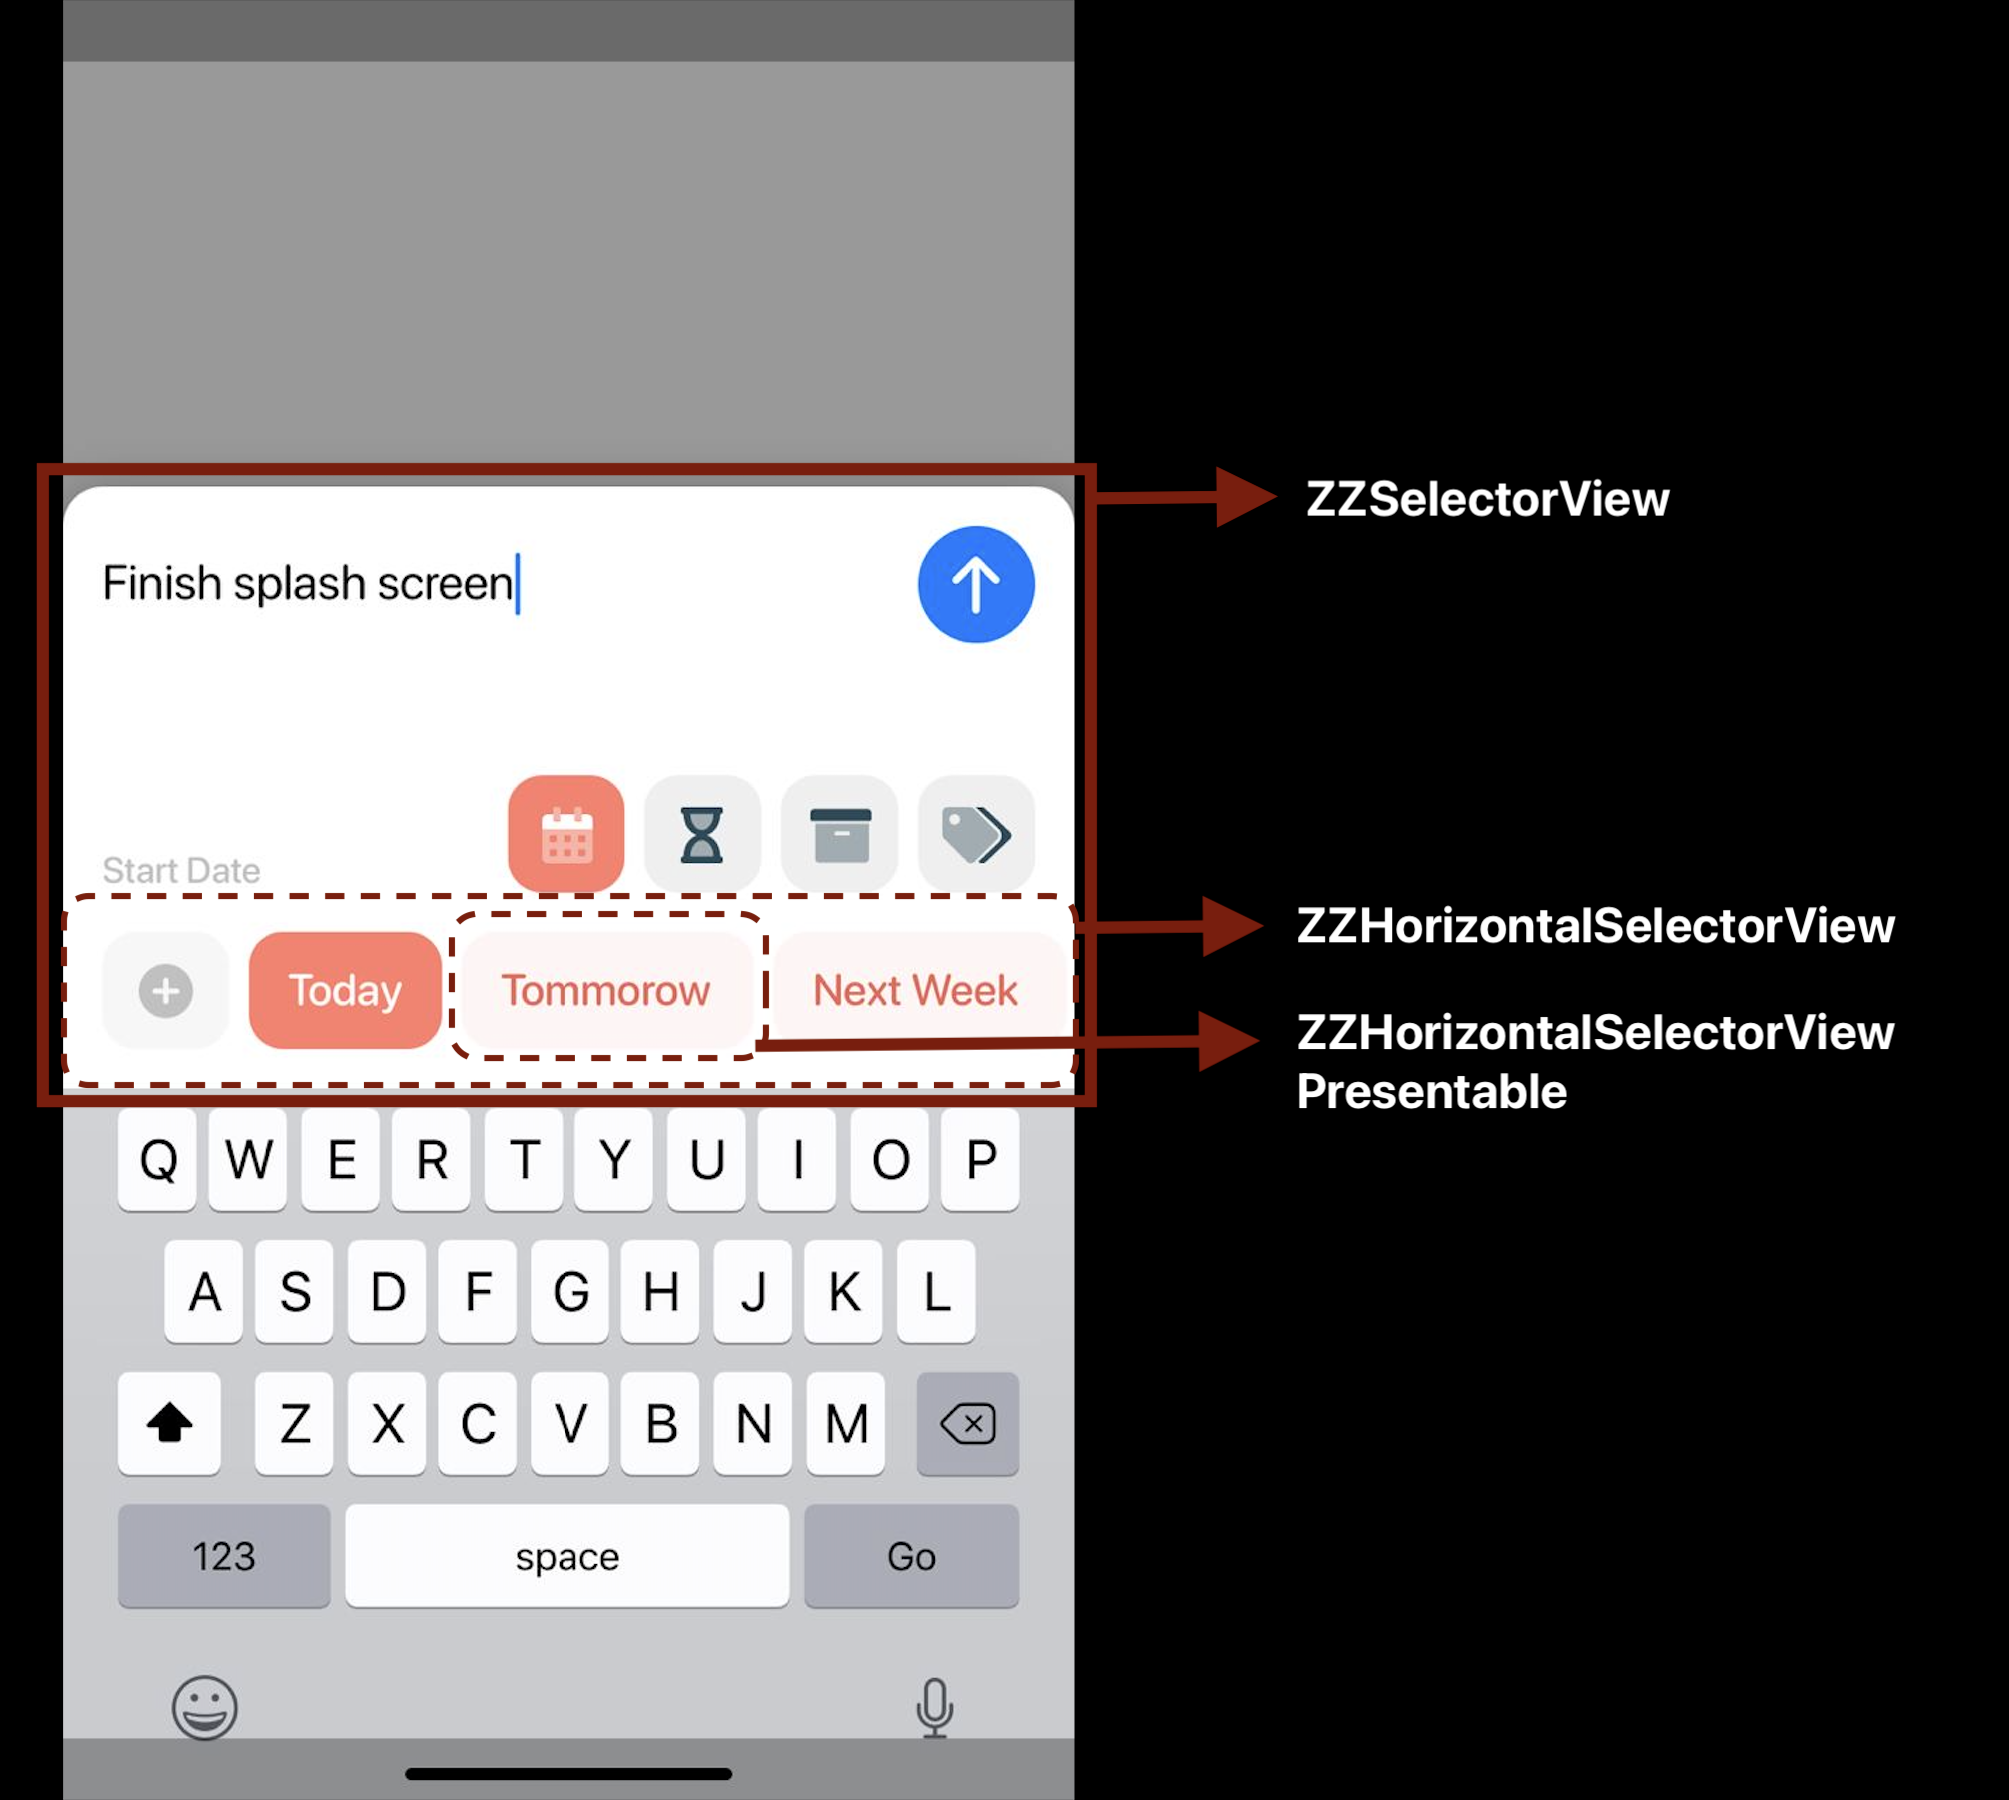 ZZSelectorView
Finish splash screen
Start Date
ZZHorizontalSelectorView
Today Tommorow Next Week
ZZHorizontalSelectorView
Presentable
Q W E R T Y U I O P
A S D F G H J K L
Z X C V B N M
123 space Go